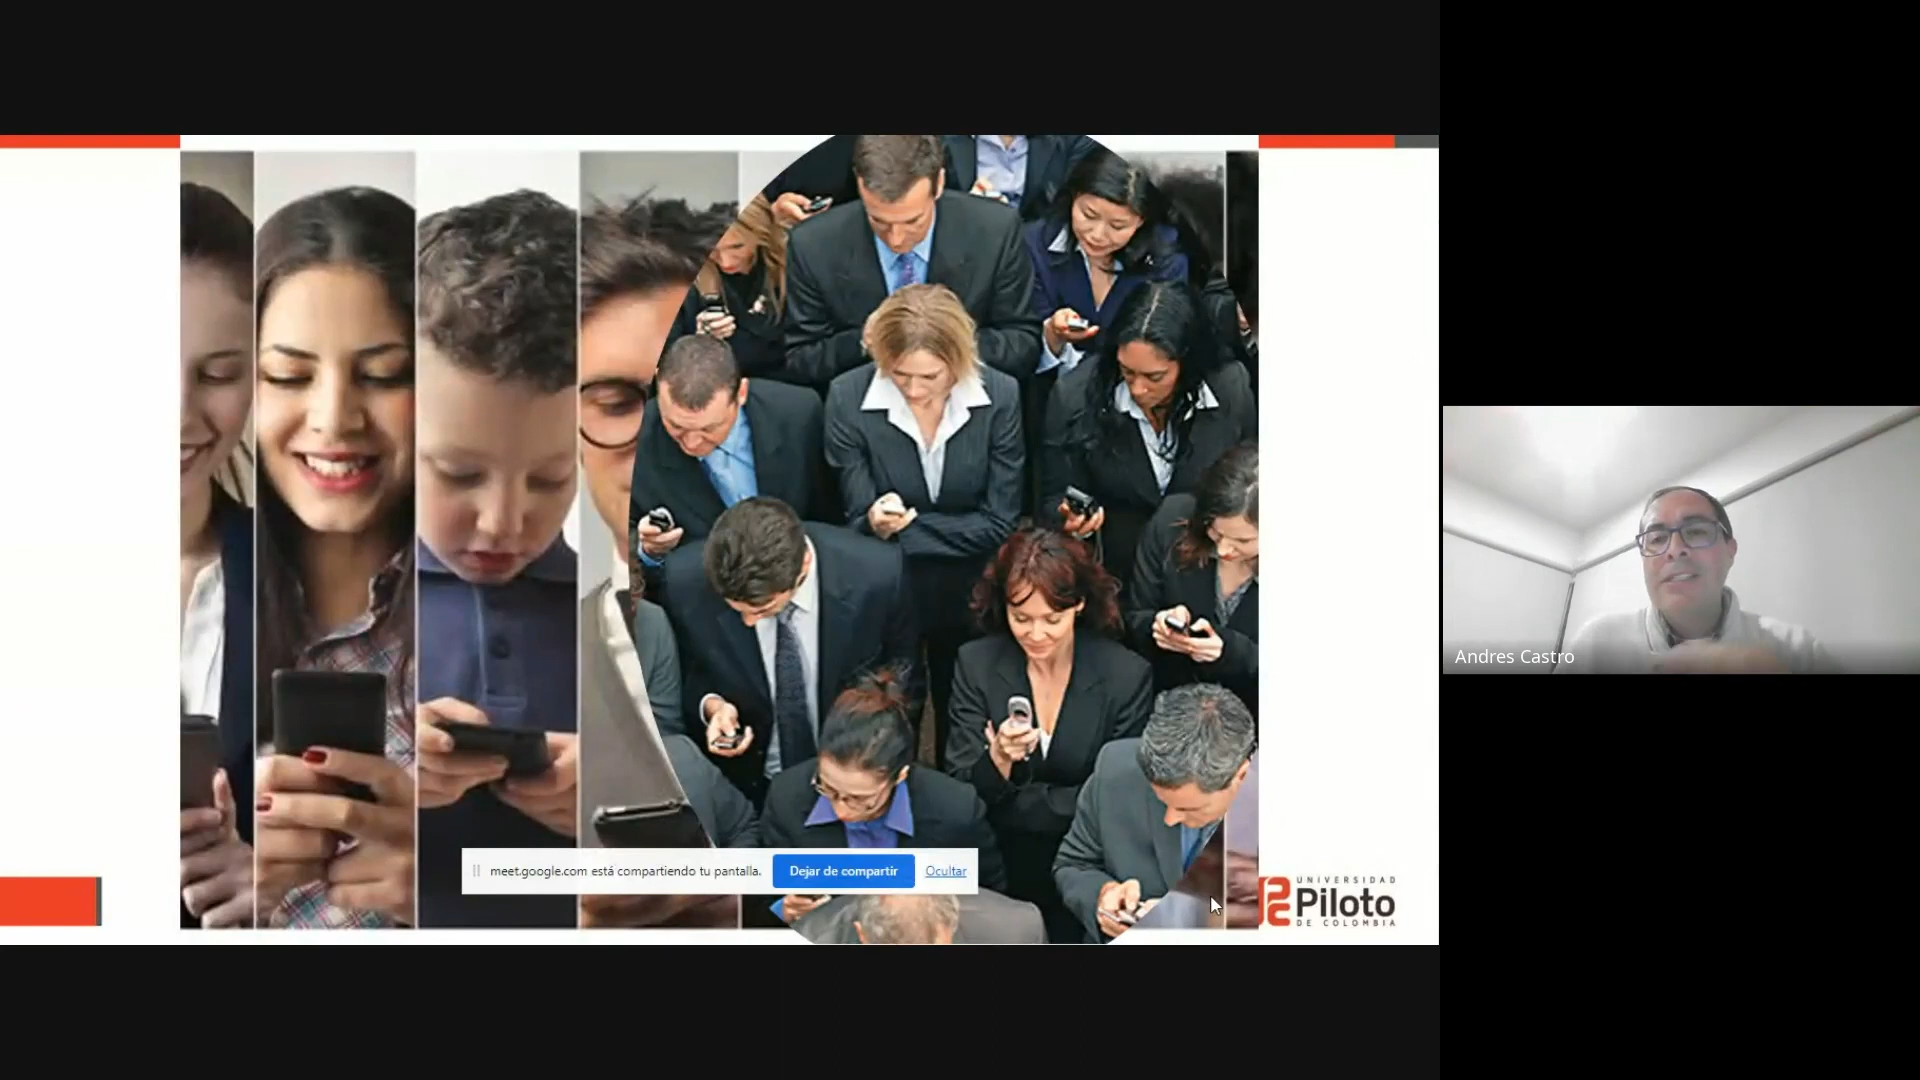 Andres Castro
meet.google.com está compartiendo tu pantalla.
Dejar de compartir
Ocultar
UNIVERSIDAD
Piloto
DE COLOMBIA